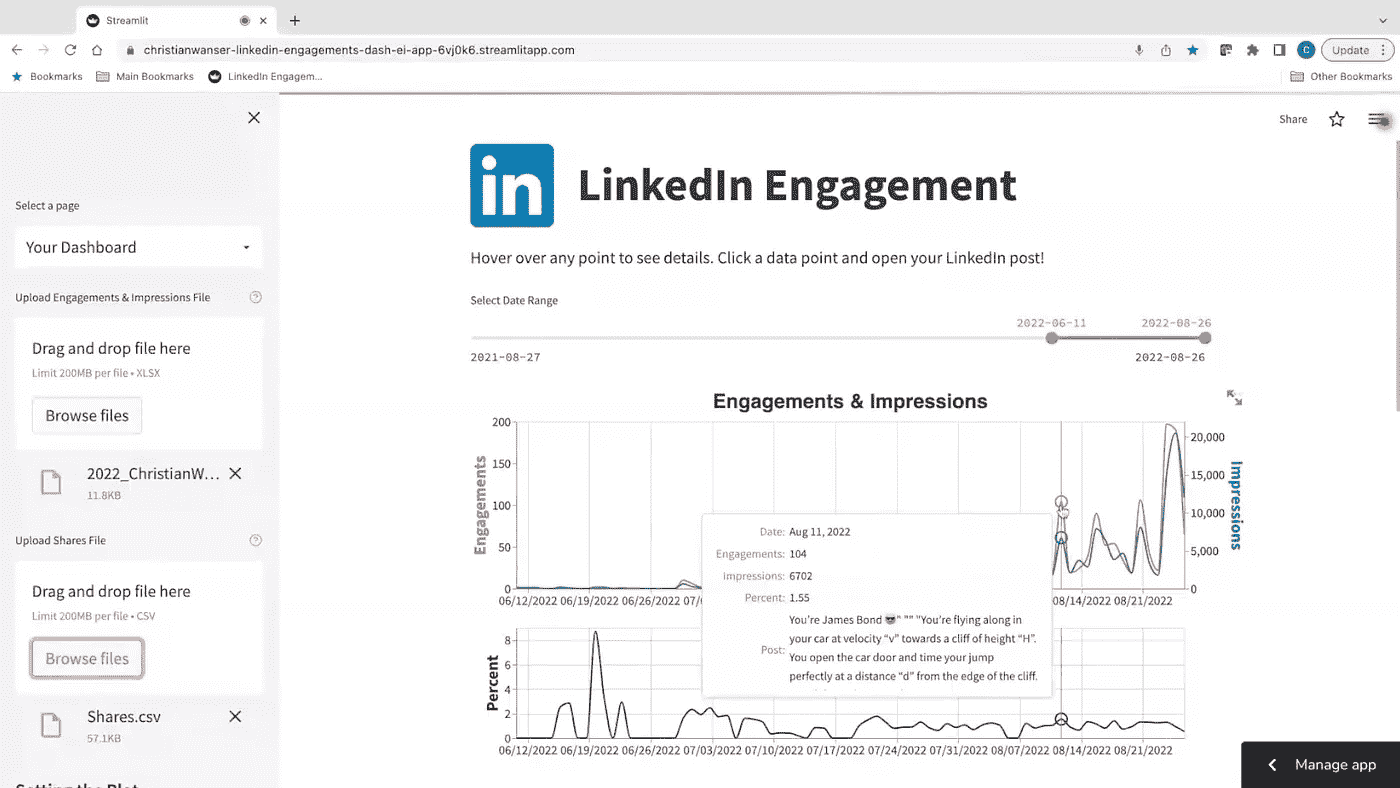 Streamlit
christianwanser-linkedin-engagements-dash-ei-app-6vj0k6.streamlitapp.com
C
Update
Bookmarks
Main Bookmarks
LinkedIn Engagem...
Other Bookmarks
Share
Select a page
Your Dashboard
Upload Engagements & Impressions File
Drag and drop file here
Limit 200MB per file • XLSX
Browse files
2022_ChristianW...
11.8KB
Upload Shares File
Drag and drop file here
Limit 200MB per file • CSV
Browse files
Shares.csv
57.1KB
in
LinkedIn Engagement
Hover over any point to see details. Click a data point and open your LinkedIn post!
Select Date Range
2022-06-11 2022-08-26
2021-08-27 2022-08-26
Engagements & Impressions
Engagements
200
150
100
50
0
Impressions
20,000
15,000
10,000
5,000
0
06/12/2022 06/19/2022 06/26/2022 07/ 08/14/2022 08/21/2022
Date: Aug 11, 2022
Engagements: 104
Impressions: 6702
Percent: 1.55
Post: You’re James Bond 😎" "" "You’re flying along in
your car at velocity “v” towards a cliff of height “H”.
You open the car door and time your jump
perfectly at a distance “d” from the edge of the cliff.
Percent
8
6
4
2
0
06/12/2022 06/19/2022 06/26/2022 07/03/2022 07/10/2022 07/17/2022 07/24/2022 07/31/2022 08/07/2022 08/14/2022 08/21/2022
Manage app